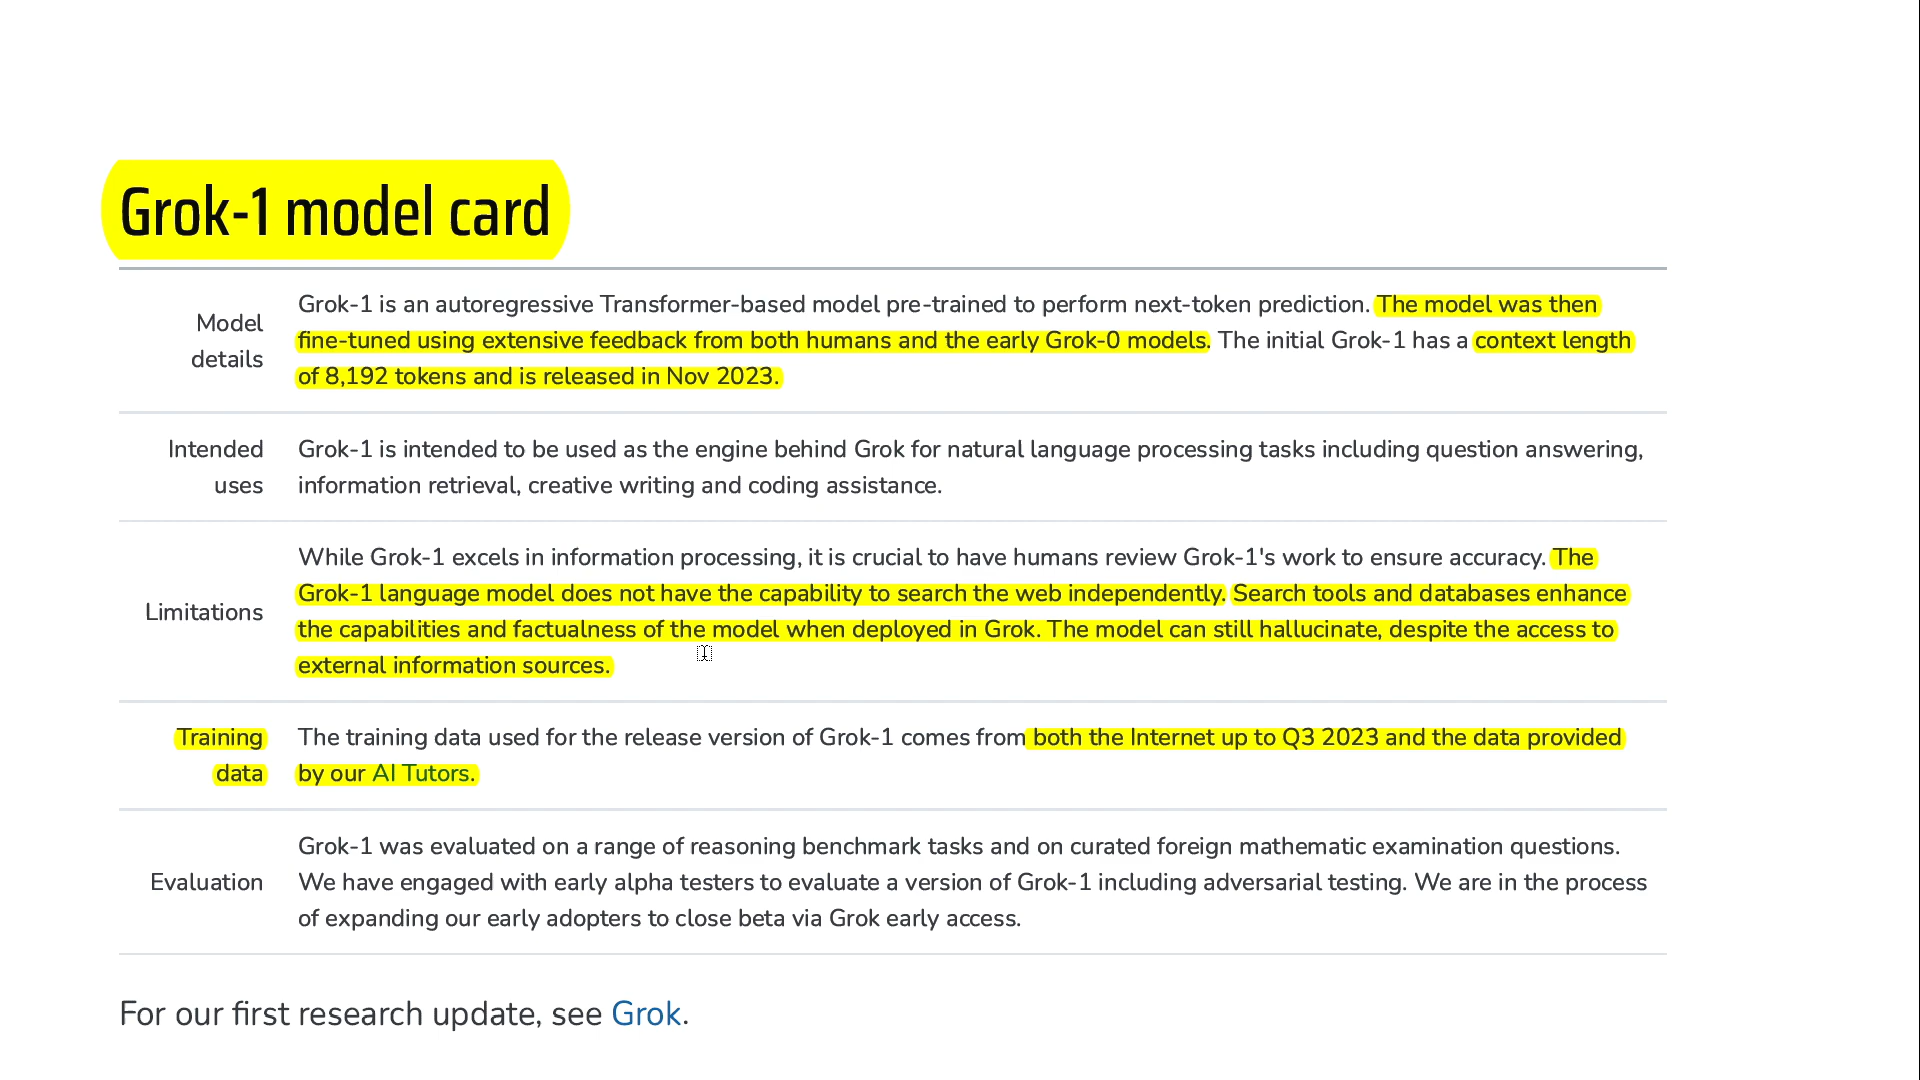 Grok-1 model card
Model
details
Grok-1 is an autoregressive Transformer-based model pre-trained to perform next-token prediction. The model was then
fine-tuned using extensive feedback from both humans and the early Grok-0 models. The initial Grok-1 has a context length
of 8,192 tokens and is released in Nov 2023.
Intended
uses
Grok-1 is intended to be used as the engine behind Grok for natural language processing tasks including question answering,
information retrieval, creative writing and coding assistance.
Limitations
While Grok-1 excels in information processing, it is crucial to have humans review Grok-1's work to ensure accuracy. The
Grok-1 language model does not have the capability to search the web independently. Search tools and databases enhance
the capabilities and factualness of the model when deployed in Grok. The model can still hallucinate, despite the access to
external information sources.
Training
data
The training data used for the release version of Grok-1 comes from both the Internet up to Q3 2023 and the data provided
by our AI Tutors.
Evaluation
Grok-1 was evaluated on a range of reasoning benchmark tasks and on curated foreign mathematic examination questions.
We have engaged with early alpha testers to evaluate a version of Grok-1 including adversarial testing. We are in the process
of expanding our early adopters to close beta via Grok early access.
For our first research update, see Grok.